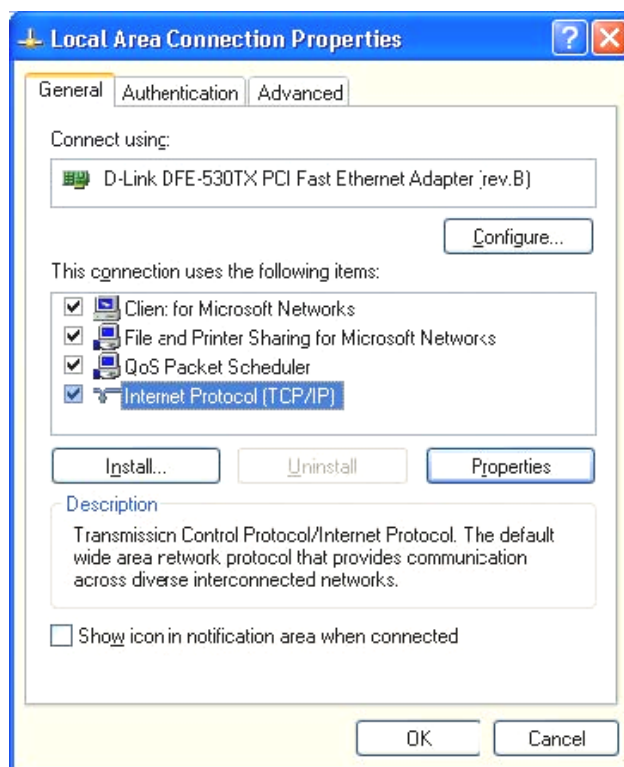 Local Area Connection Properties
General Authentication Advanced
Connect using:
D-Link DFE-530TX PCI Fast Ethernet Adapter (rev.B)
Configure...
This connection uses the following items:
Client for Microsoft Networks
File and Printer Sharing for Microsoft Networks
QoS Packet Scheduler
Internet Protocol (TCP/IP)
Install... Uninstall Properties
Description
Transmission Control Protocol/Internet Protocol. The default
wide area network protocol that provides communication
across diverse interconnected networks.
Show icon in notification area when connected
OK Cancel